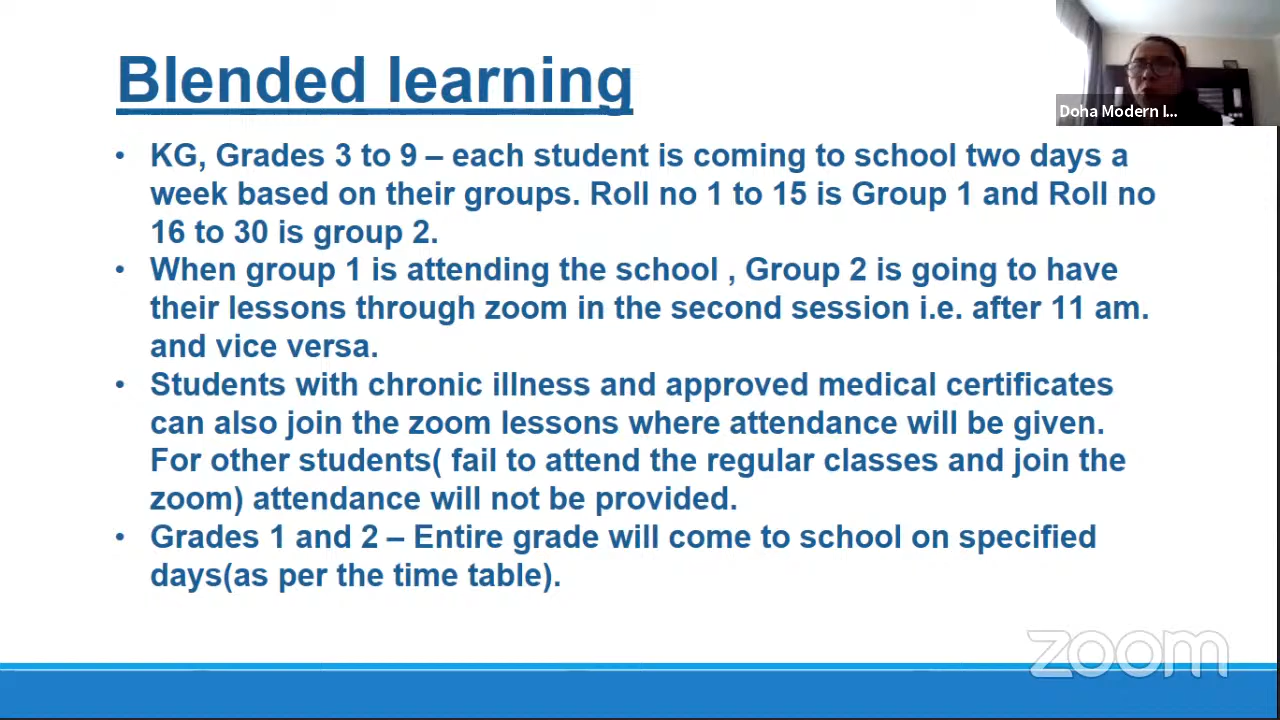 Blended learning
Doha Modern I...
• KG, Grades 3 to 9 – each student is coming to school two days a
week based on their groups. Roll no 1 to 15 is Group 1 and Roll no
16 to 30 is group 2.
• When group 1 is attending the school , Group 2 is going to have
their lessons through zoom in the second session i.e. after 11 am.
and vice versa.
• Students with chronic illness and approved medical certificates
can also join the zoom lessons where attendance will be given.
For other students( fail to attend the regular classes and join the
zoom) attendance will not be provided.
• Grades 1 and 2 – Entire grade will come to school on specified
days(as per the time table).
zoom